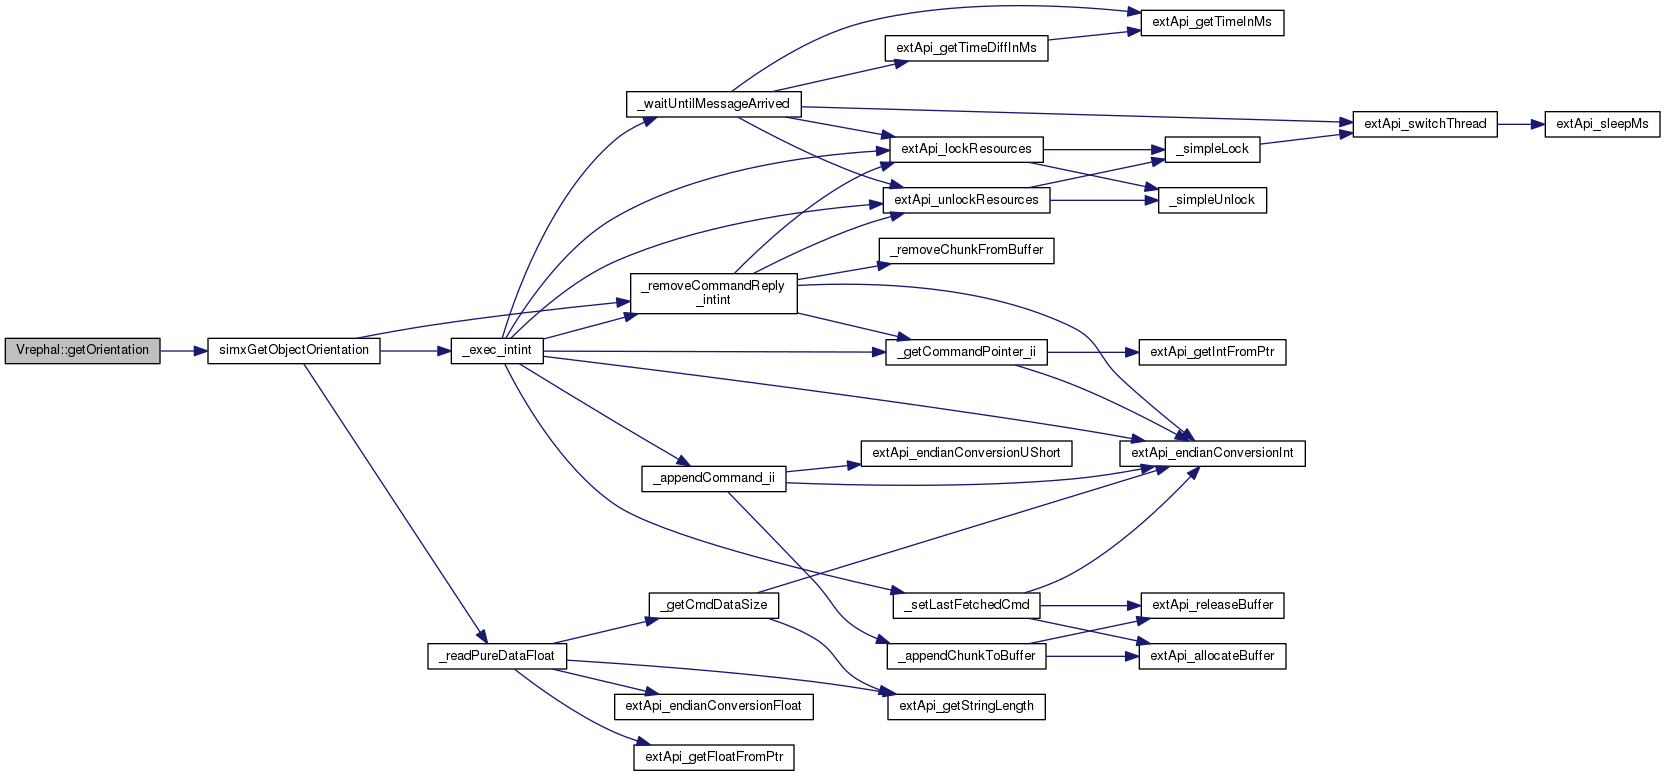 extApi_getTimeInMs
extApi_getTimeDiffInMs
_waitUntilMessageArrived
extApi_switchThread
extApi_sleepMs
extApi_lockResources
_simpleLock
extApi_unlockResources
_simpleUnlock
_removeChunkFromBuffer
_removeCommandReply
_intint
Vrephal::getOrientation
simxGetObjectOrientation
_exec_intint
_getCommandPointer_ii
extApi_getIntFromPtr
extApi_endianConversionUShort
extApi_endianConversionInt
_appendCommand_ii
_getCmdDataSize
_setLastFetchedCmd
extApi_releaseBuffer
_readPureDataFloat
_appendChunkToBuffer
extApi_allocateBuffer
extApi_endianConversionFloat
extApi_getStringLength
extApi_getFloatFromPtr